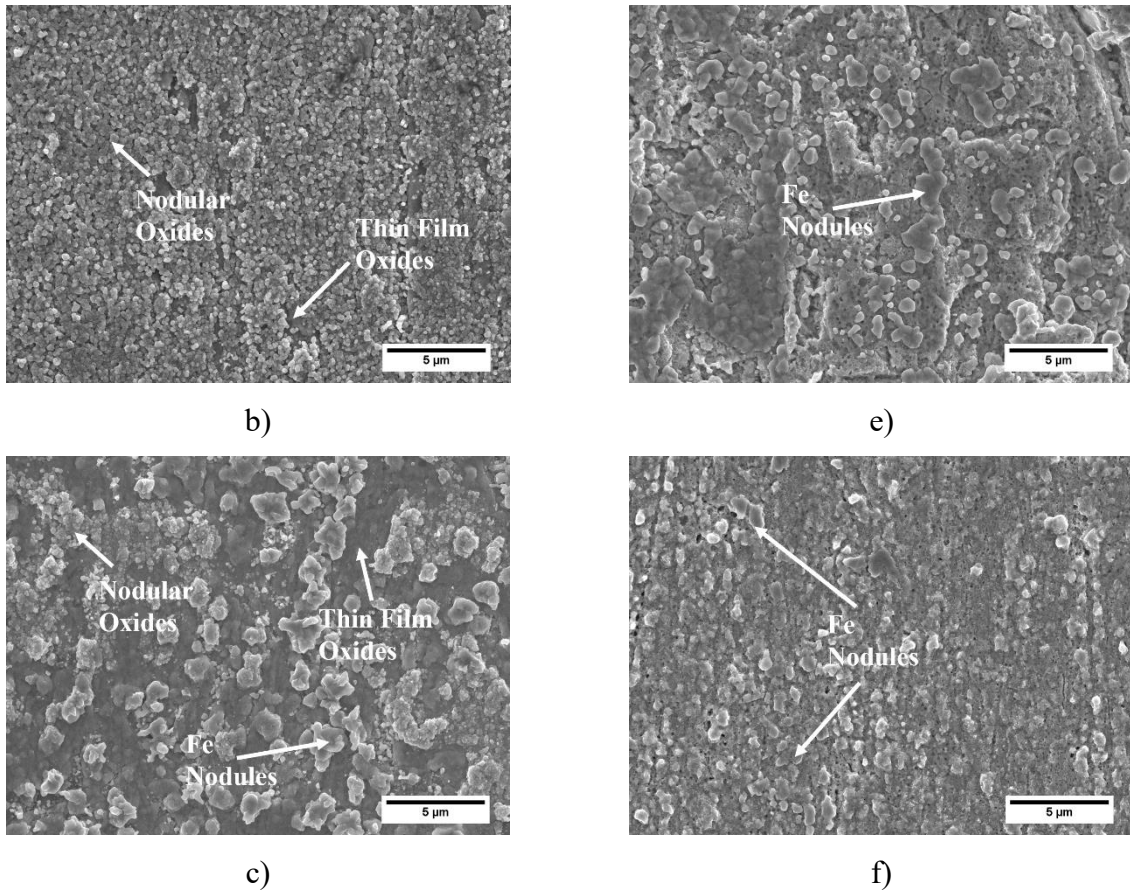 Nodular
Oxides
Thin Film
Oxides
5 µm
b)
Fe
Nodules
5 µm
e)
Nodular
Oxides
Thin Film
Oxides
Fe
Nodules
5 µm
c)
Fe
Nodules
5 µm
f)